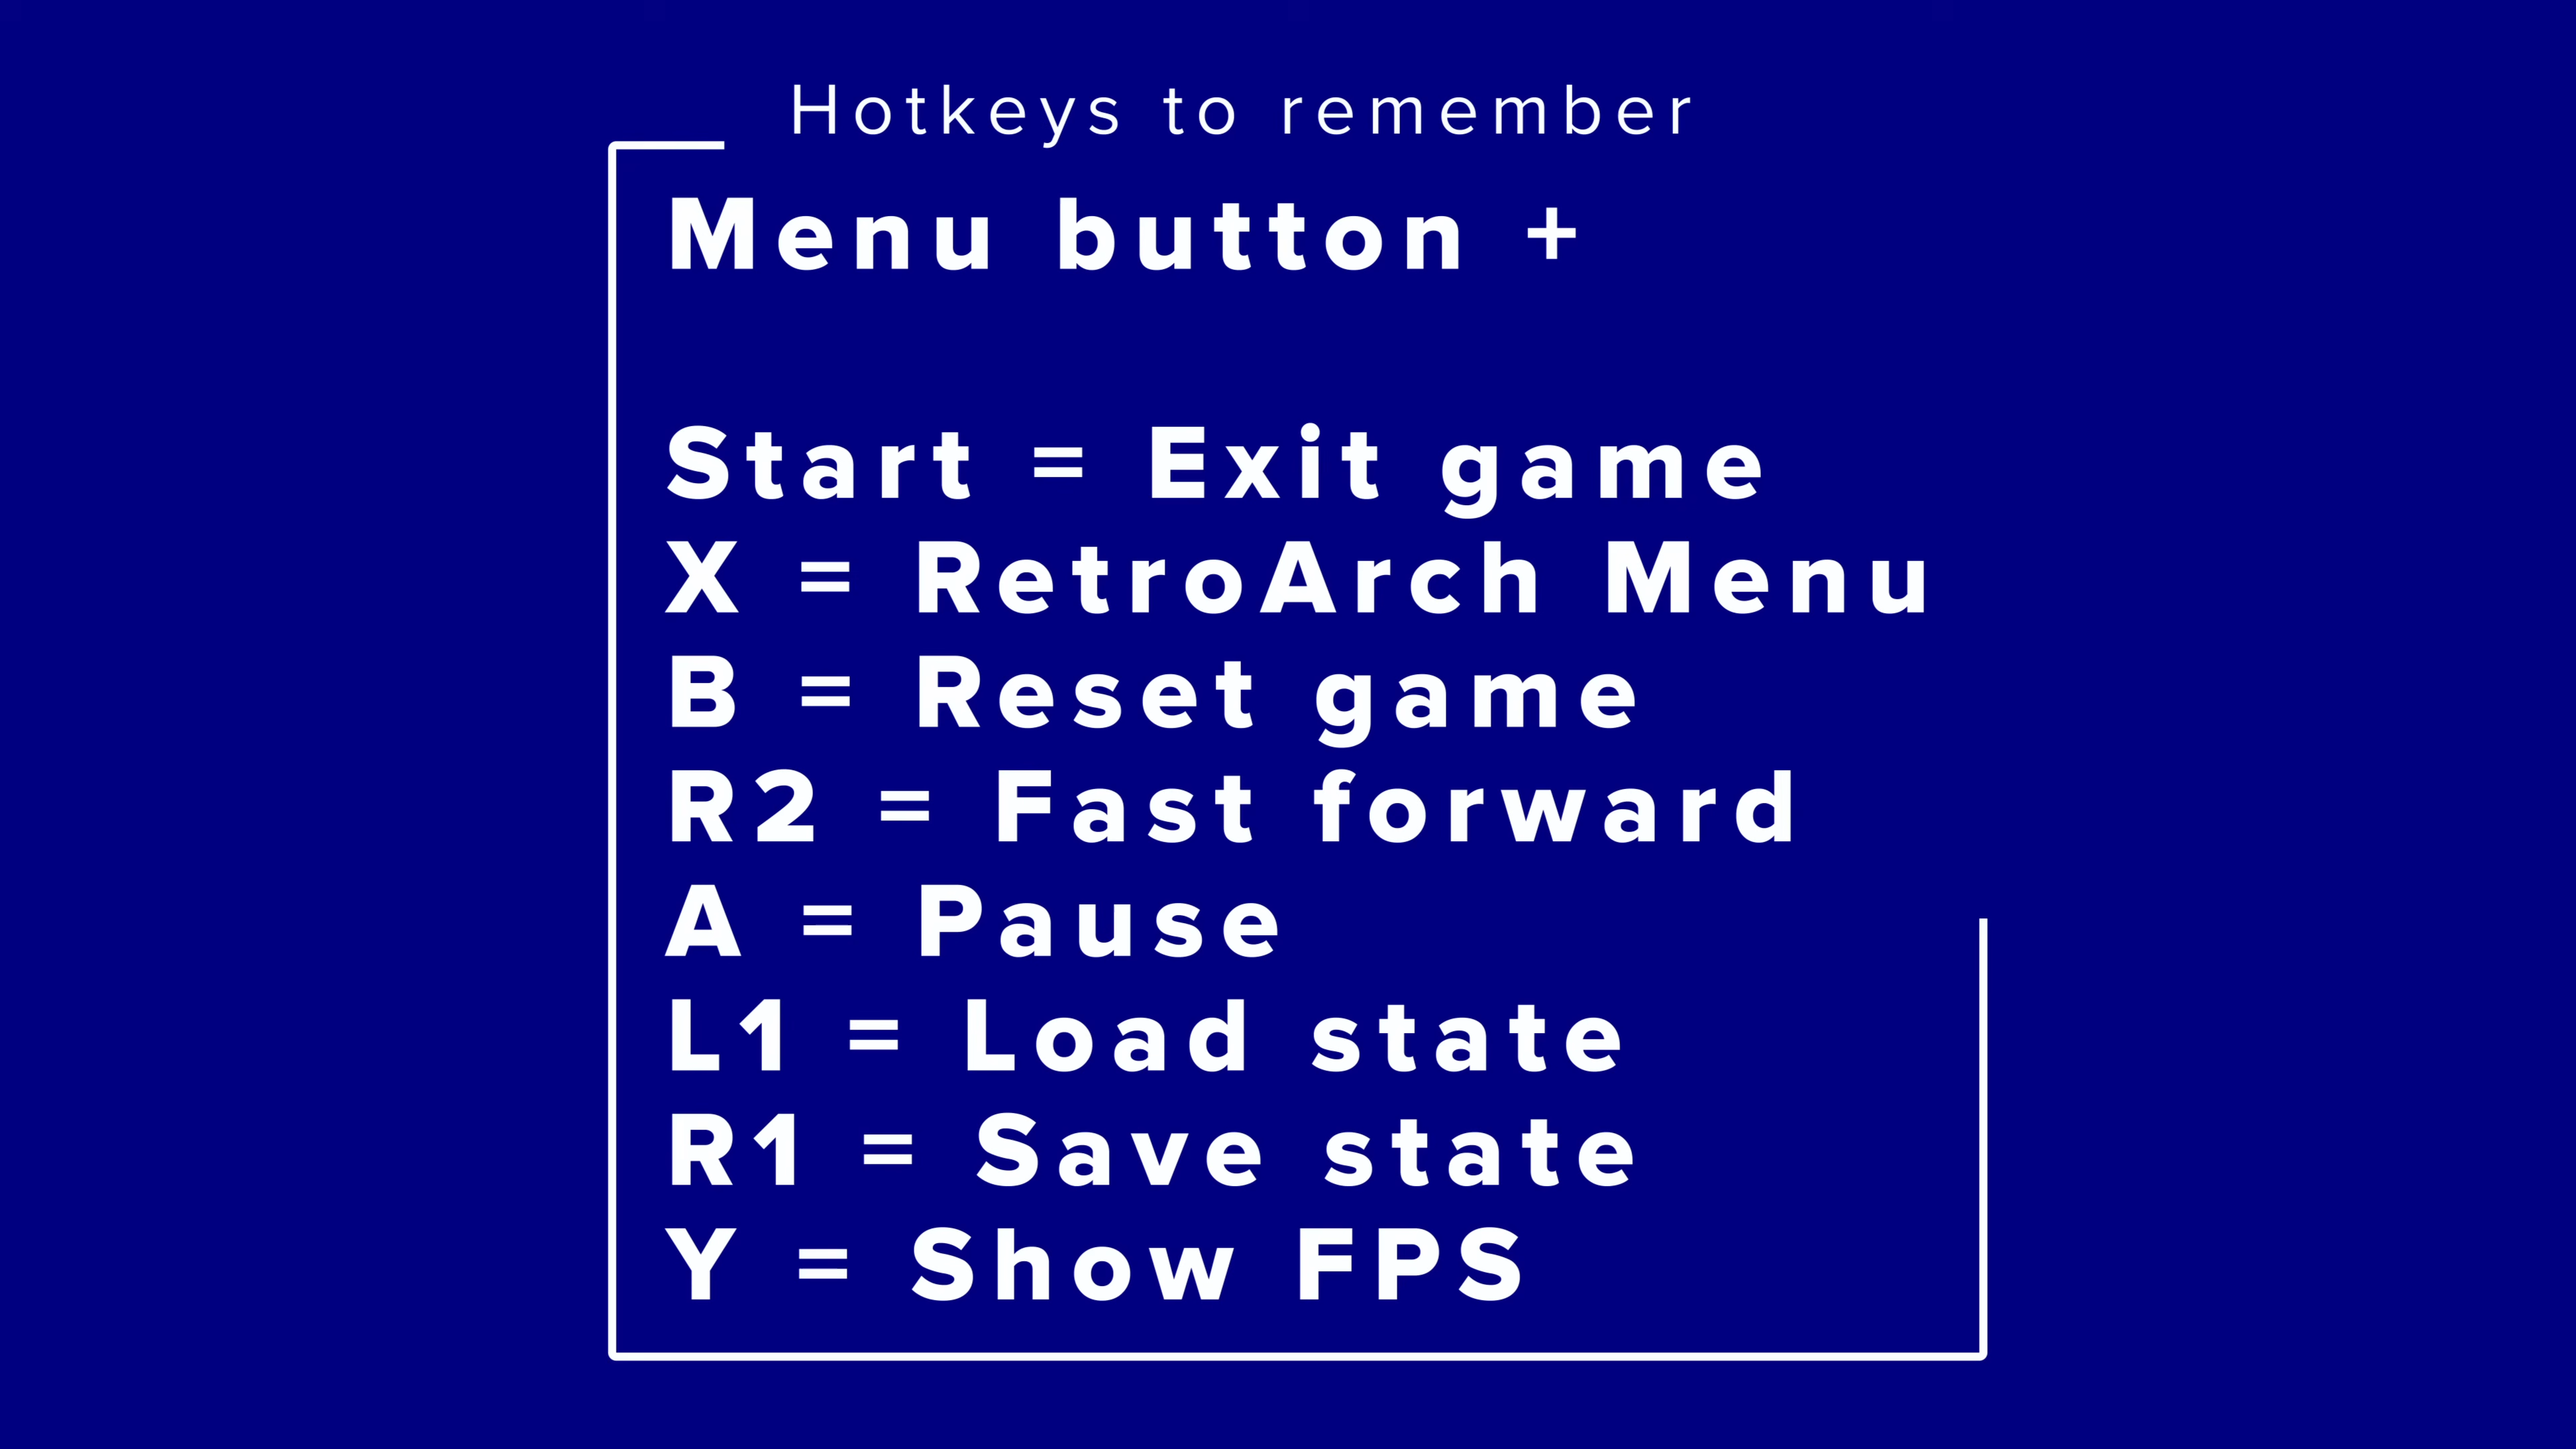 Hotkeys to remember
Menu button +
Start = Exit game
X = RetroArch Menu
B = Reset game
R2 = Fast forward
A = Pause
L1 = Load state
R1 = Save state
Y = Show FPS